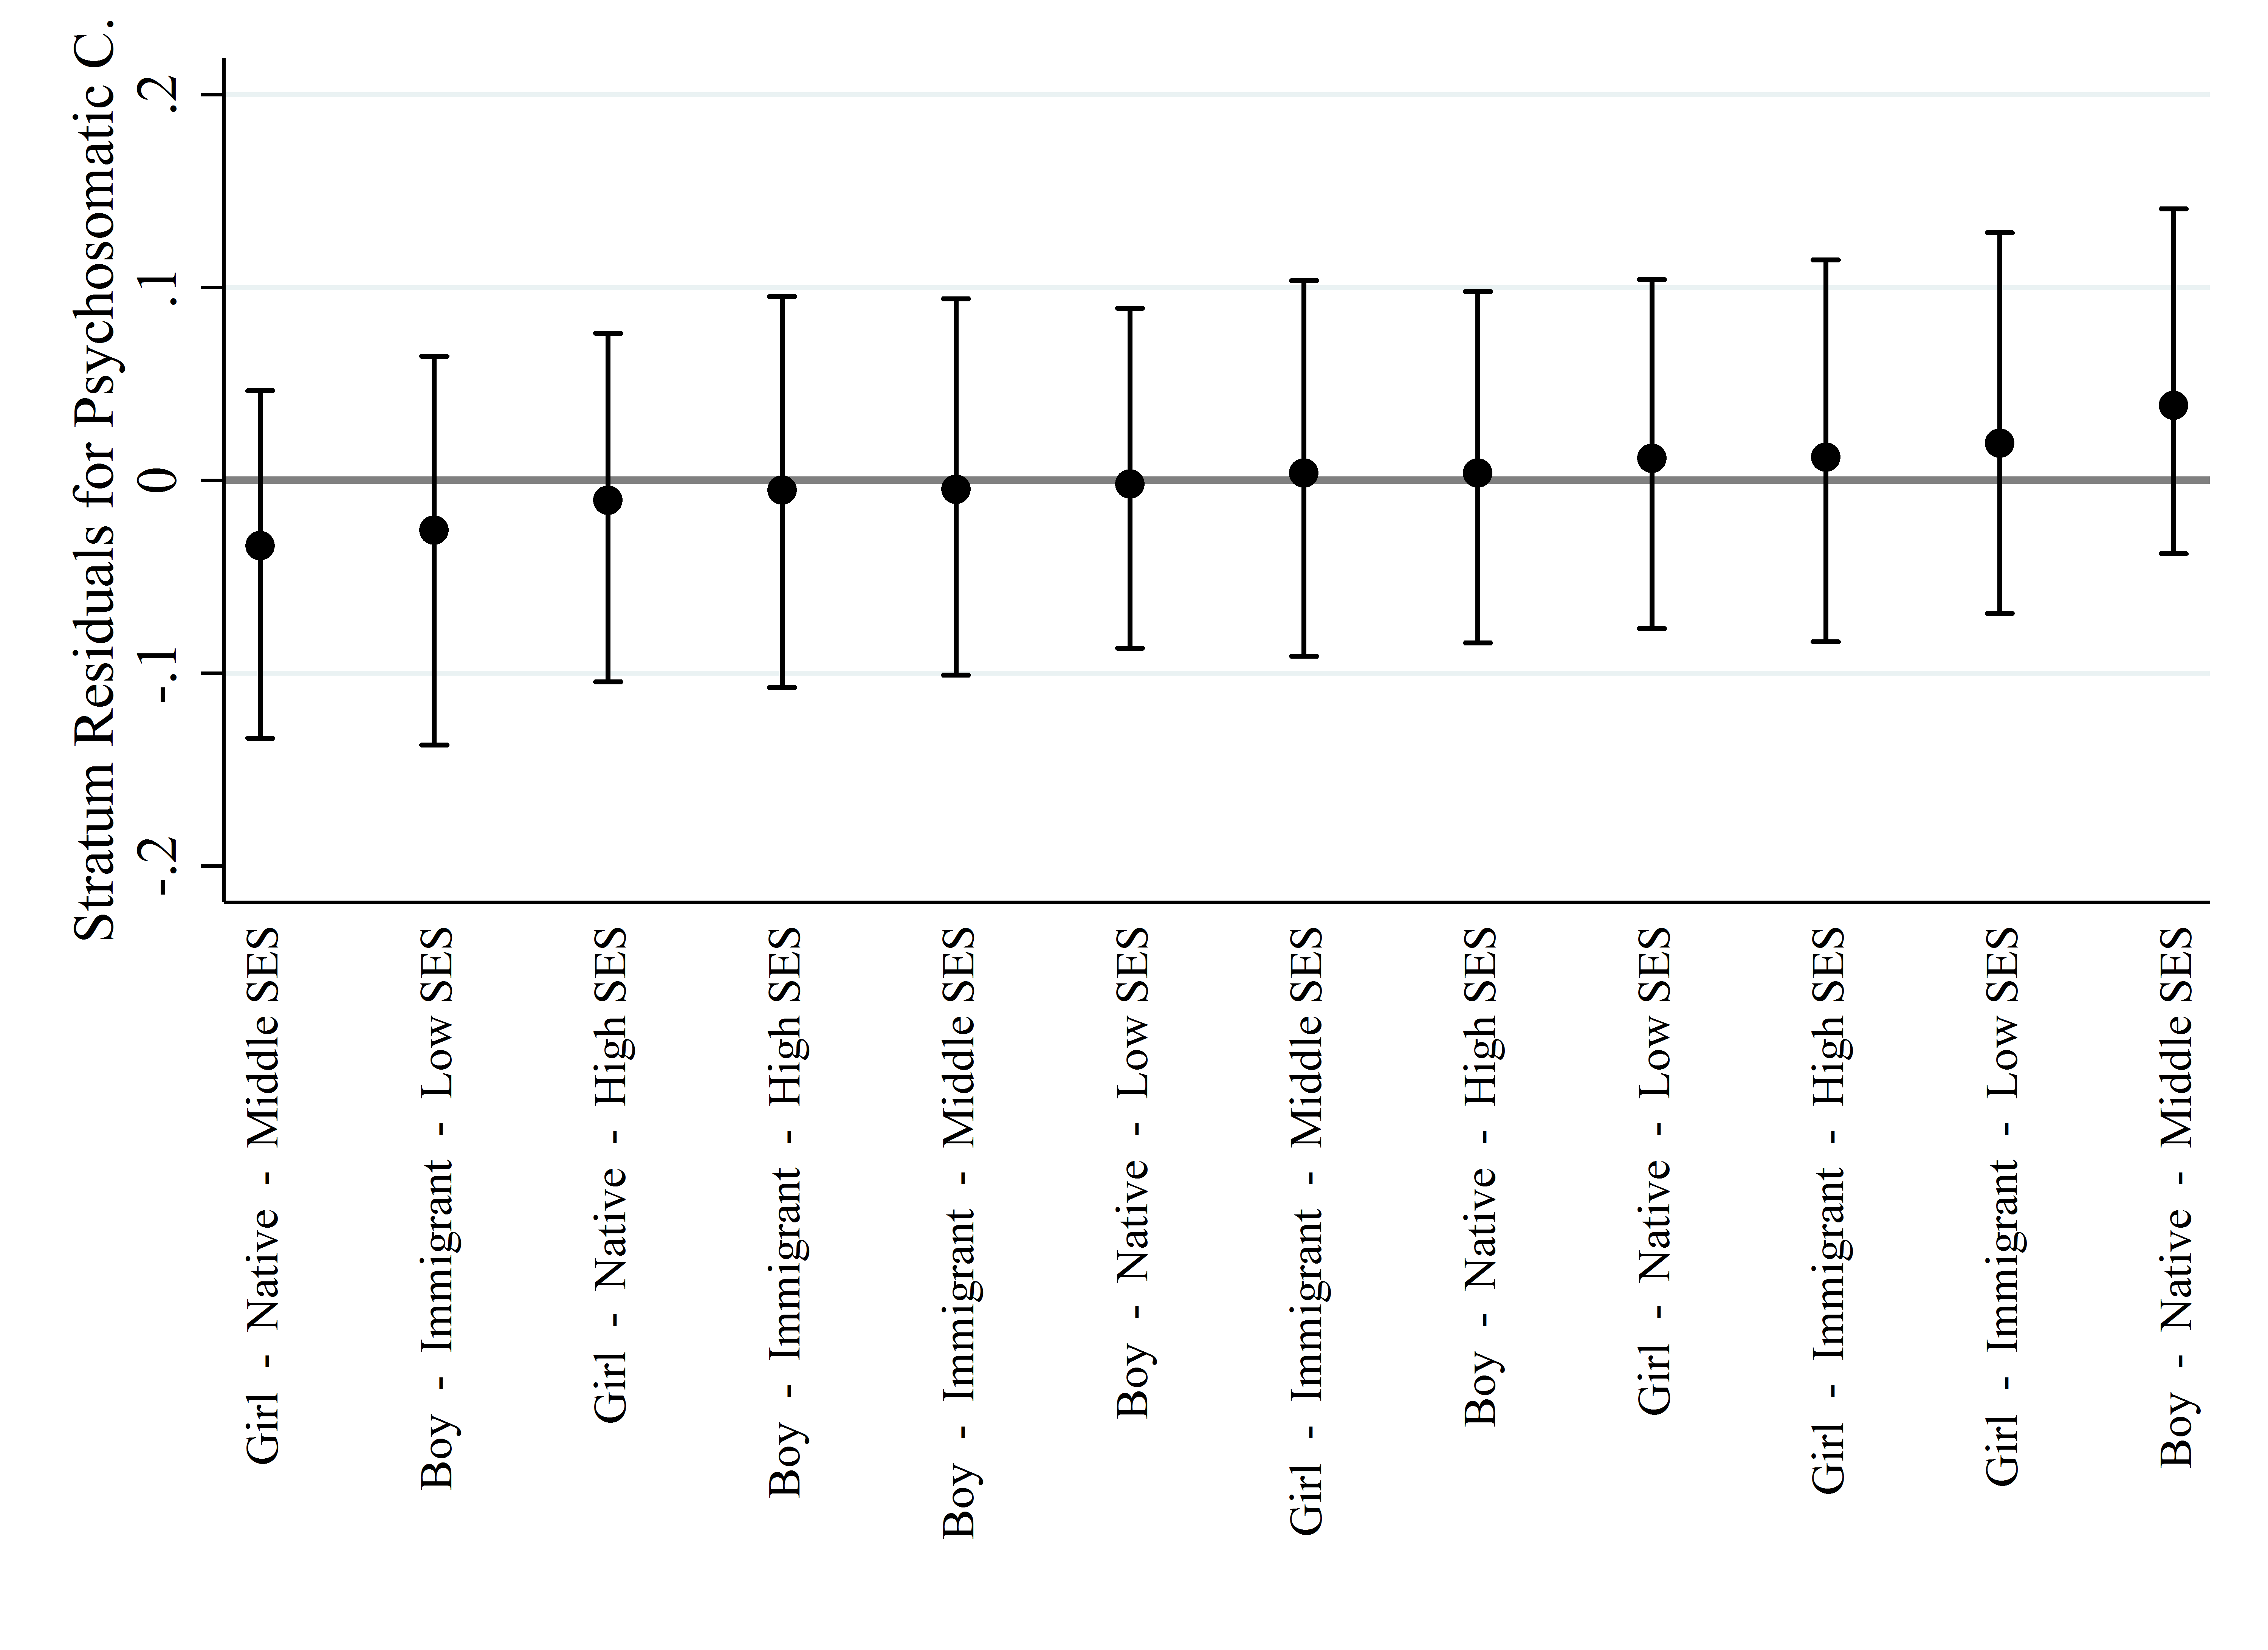 Stratum Residuals for Psychosomatic C.
.2
.1
0
-.1
-.2
Girl - Native - Middle SES
Boy - Immigrant - Low SES
Girl - Native - High SES
Boy - Immigrant - High SES
Boy - Immigrant - Middle SES
Boy - Native - Low SES
Girl - Immigrant - Middle SES
Boy - Native - High SES
Girl - Native - Low SES
Girl - Immigrant - High SES
Girl - Immigrant - Low SES
Boy - Native - Middle SES